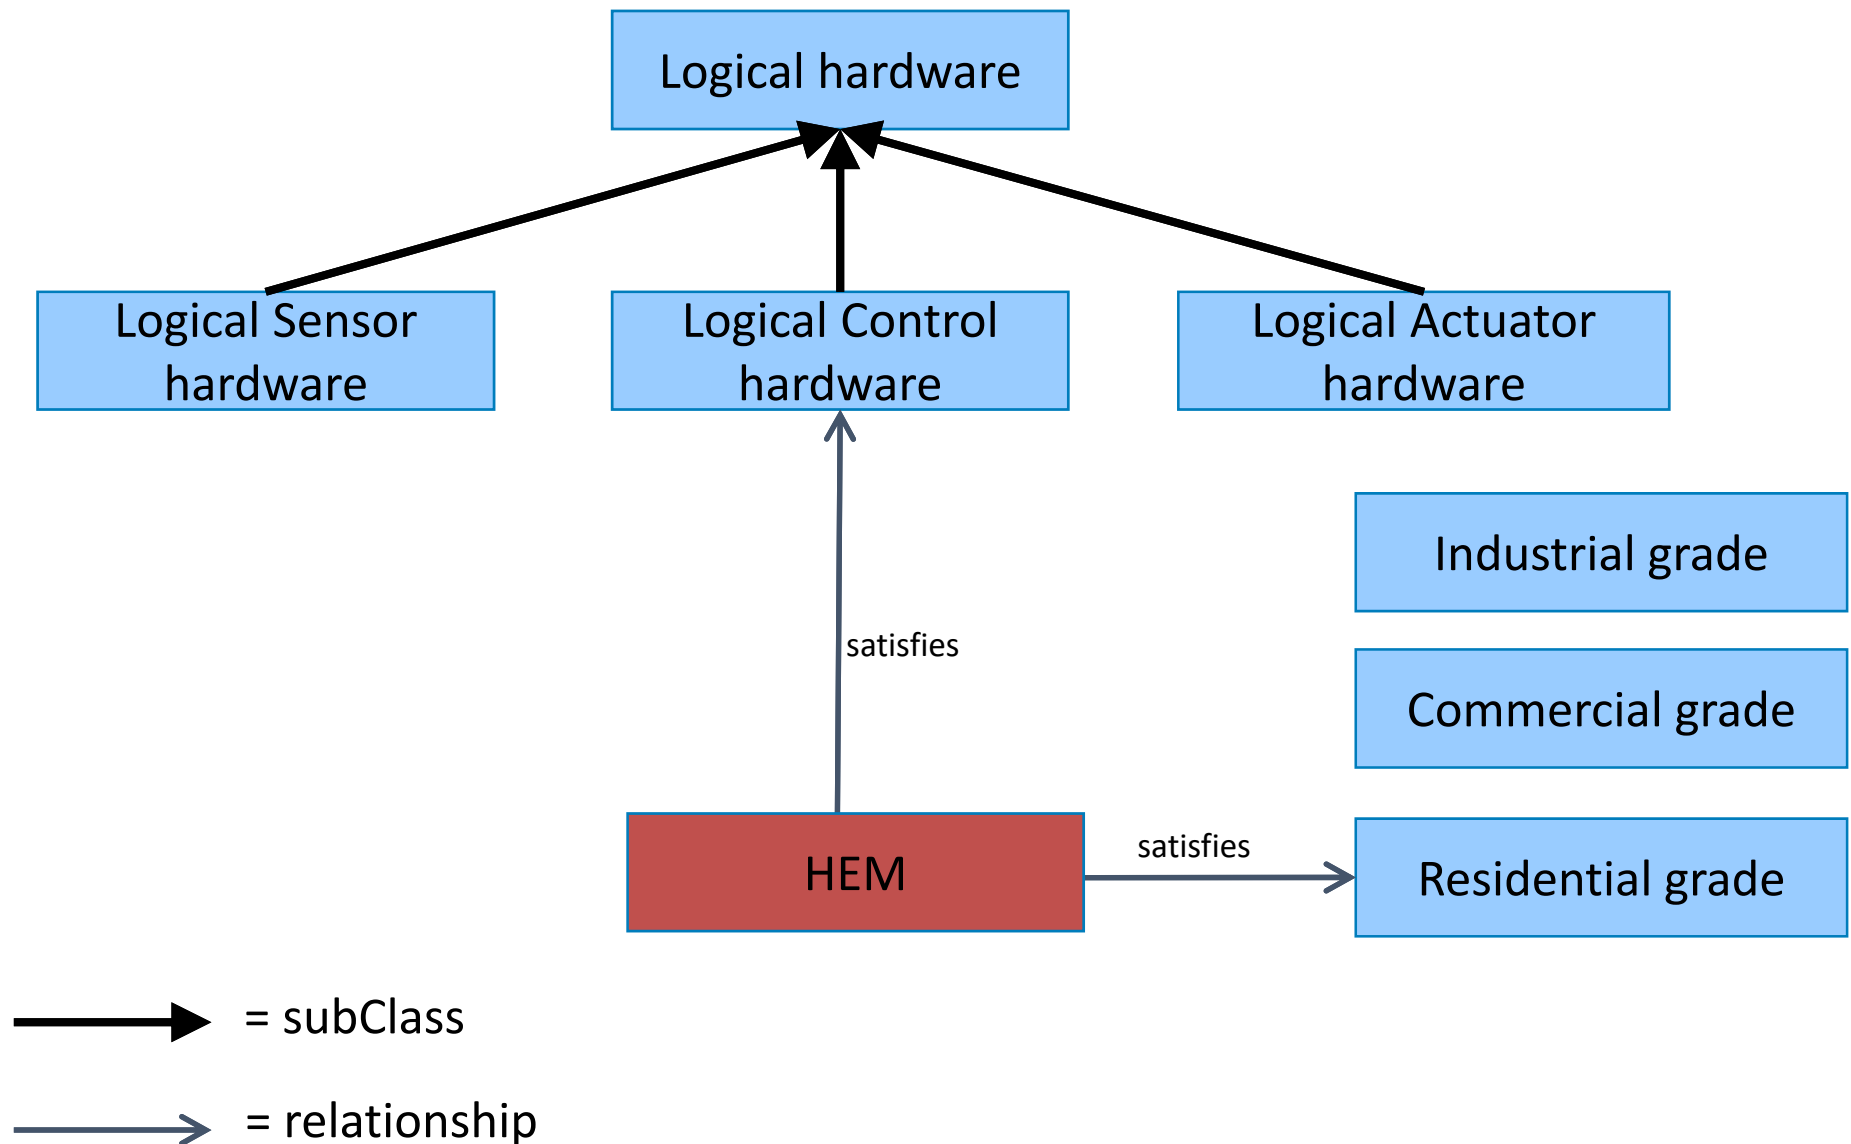 Logical hardware
Logical Sensor
hardware
Logical Control
hardware
Logical Actuator
hardware
Industrial grade
satisfies
Commercial grade
HEM
satisfies
Residential grade
= subClass
= relationship